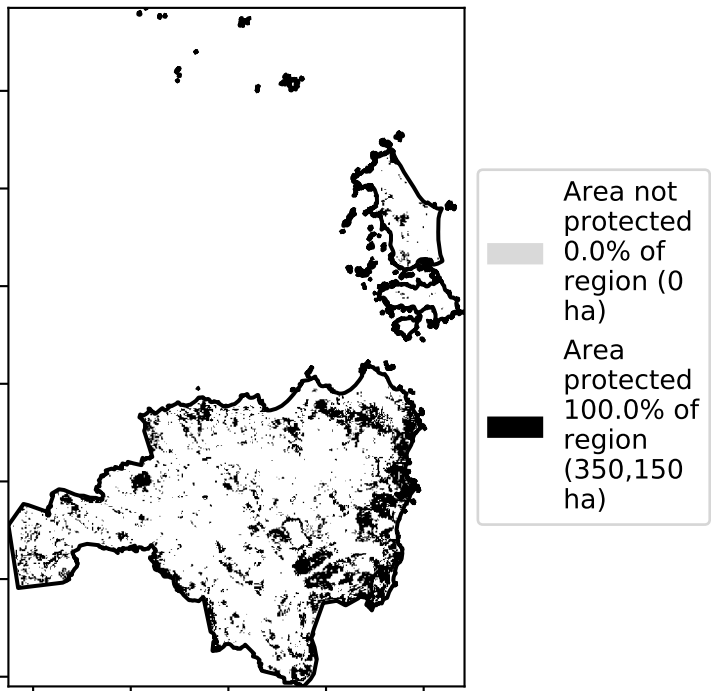 Area not
protected
0.0% of
region (0
ha)
Area
protected
100.0% of
region
(350,150
ha)